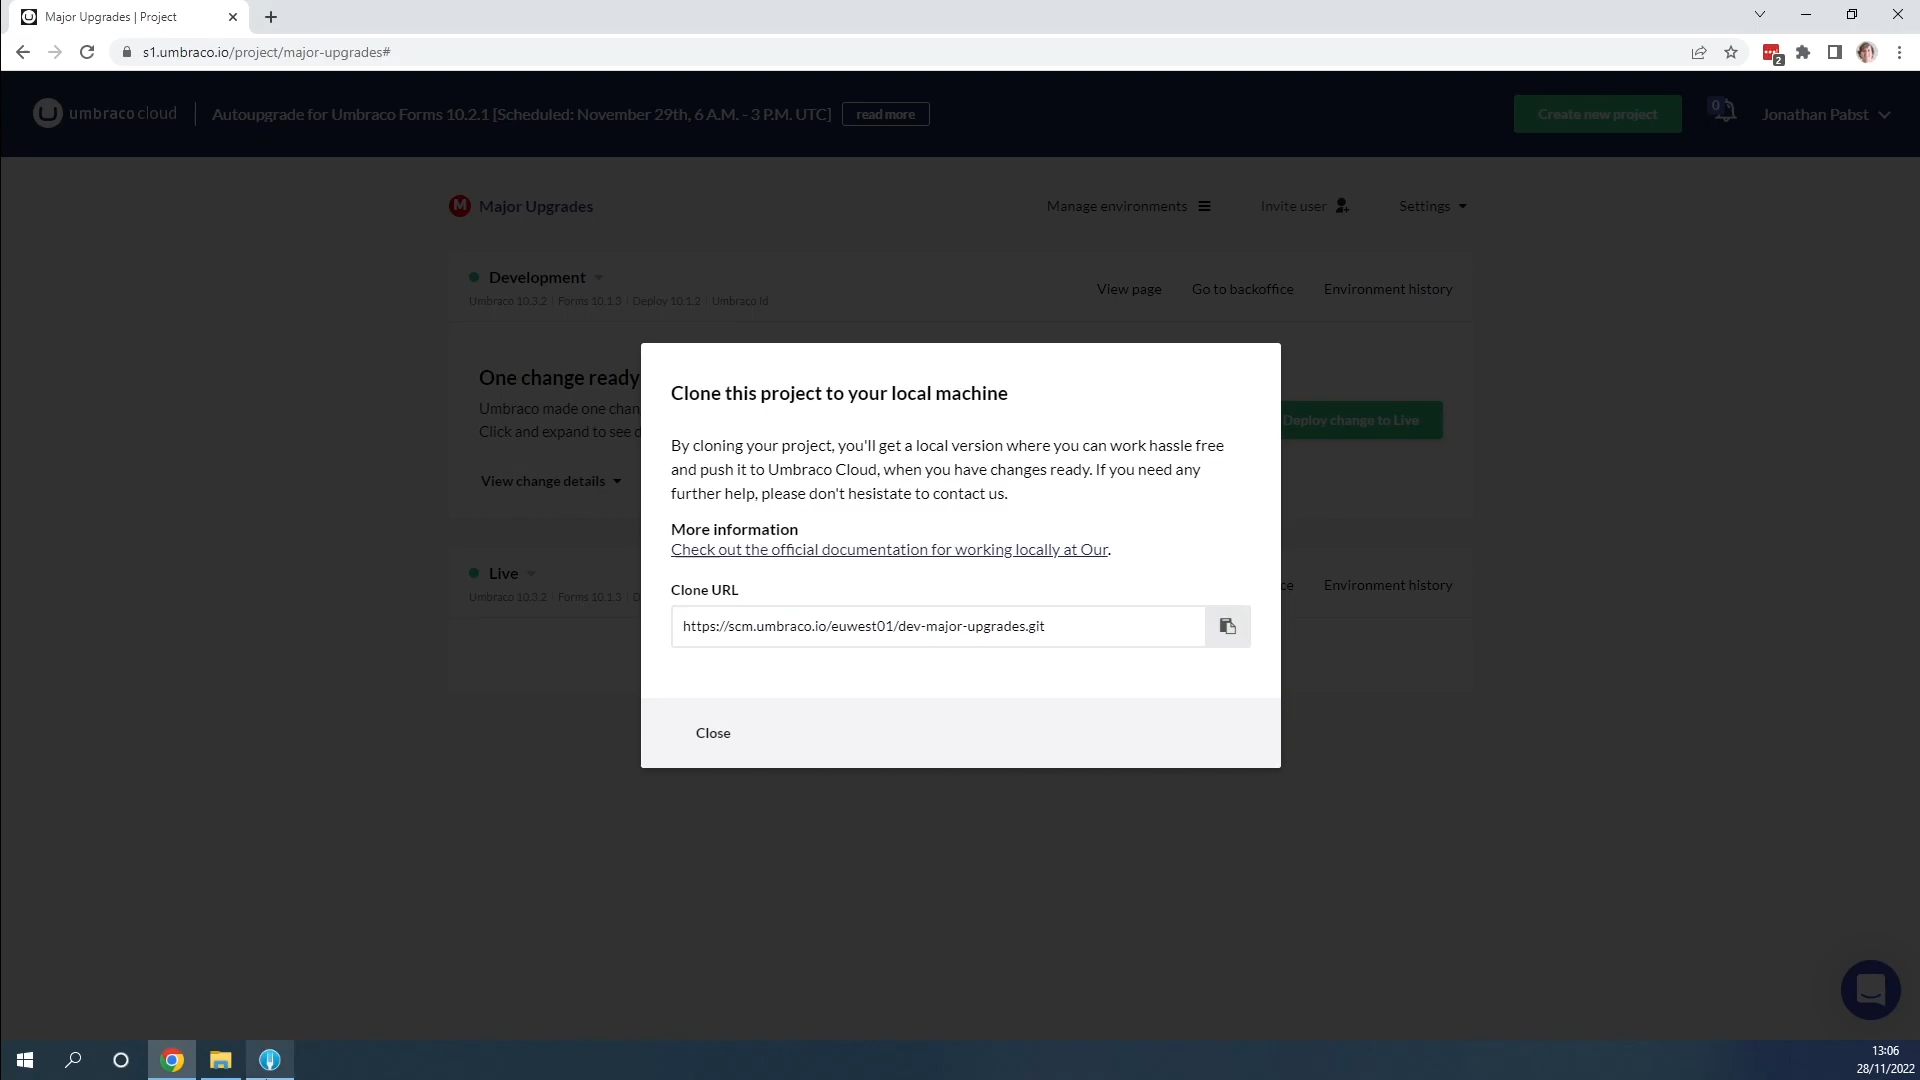 Major Upgrades | Project
s1.umbraco.io/project/major-upgrades#
2
umbraco cloud
Autoupgrade for Umbraco Forms 10.2.1 [Scheduled: November 29th, 6 A.M. - 3 P.M. UTC]
read more
Create new project
0
Jonathan Pabst
M
Major Upgrades
Manage environments
Invite user
Settings
Development
Umbraco 10.3.2 | Forms 10.1.3 | Deploy 10.1.2 | Umbraco Id
View page
Go to backoffice
Environment history
One change ready
Umbraco made one chan
Click and expand to see d
Deploy change to Live
View change details
Live
Umbraco 10.3.2 | Forms 10.1.3 | D
ce
Environment history
Clone this project to your local machine
By cloning your project, you'll get a local version where you can work hassle free
and push it to Umbraco Cloud, when you have changes ready. If you need any
further help, please don't hesistate to contact us.
More information
Check out the official documentation for working locally at Our.
Clone URL
https://scm.umbraco.io/euwest01/dev-major-upgrades.git
Close
13:06
28/11/2022